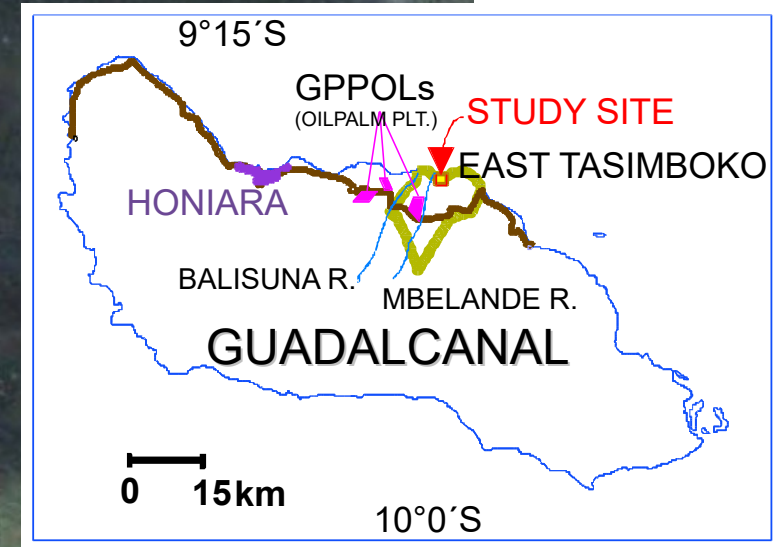 9°15´S
GPPOLs
(OILPALM PLT.)
STUDY SITE
EAST TASIMBOKO
HONIARA
BALISUNA R.
MBELANDE R.
GUADALCANAL
0 15km
10°0´S